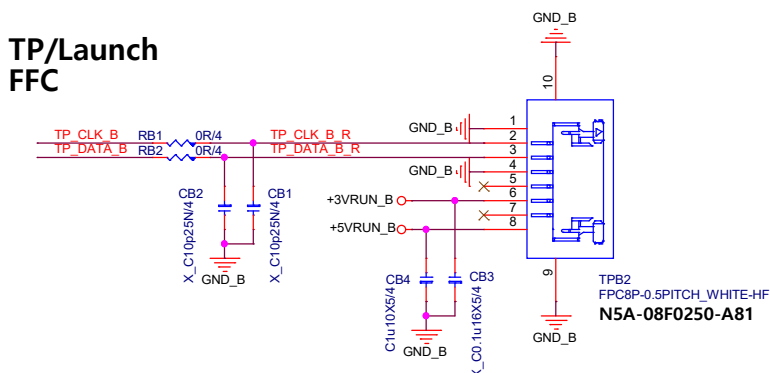 TP/Launch
FFC
GND_B
10
TP_CLK_B RB1 0R/4 TP_CLK_B_R
TP_DATA_B RB2 0R/4 TP_DATA_B_R
GND_B
GND_B
1
2
3
4
5
6
7
8
+3VRUN_B
+5VRUN_B
CB2
X_C10p25N/4
CB1
X_C10p25N/4
GND_B
CB4
C1u10X5/4
CB3
X_C0.1u16X5/4
GND_B
9
GND_B
TPB2
FPC8P-0.5PITCH_WHITE-HF
N5A-08F0250-A81